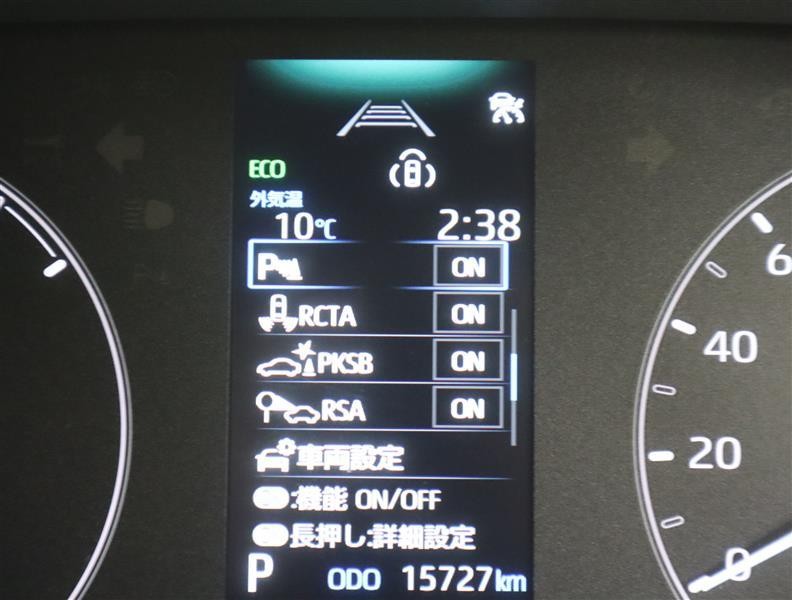 ECO
外気温
10℃ 2:38
P ON
RCTA ON
PKSB ON
RSA ON
車両設定
:機能 ON/OFF
長押し:詳細設定
P ODO 15727km
6
40
20
0